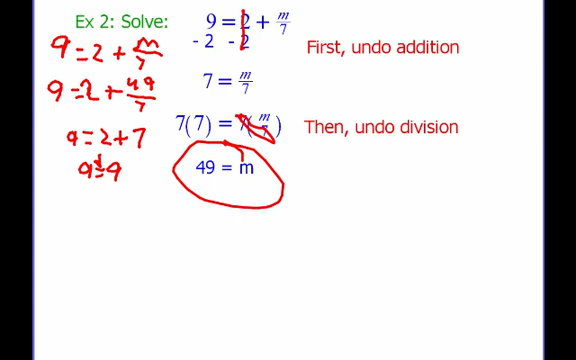 Ex 2: Solve: 9 = 2 + m/7
- 2 - 2
First, undo addition
9 = 2 + m/7
7 = m/7
9 = 2 + 49/7
7(7) = 7(m/7)
Then, undo division
9 = 2 + 7
9 = 9
49 = m